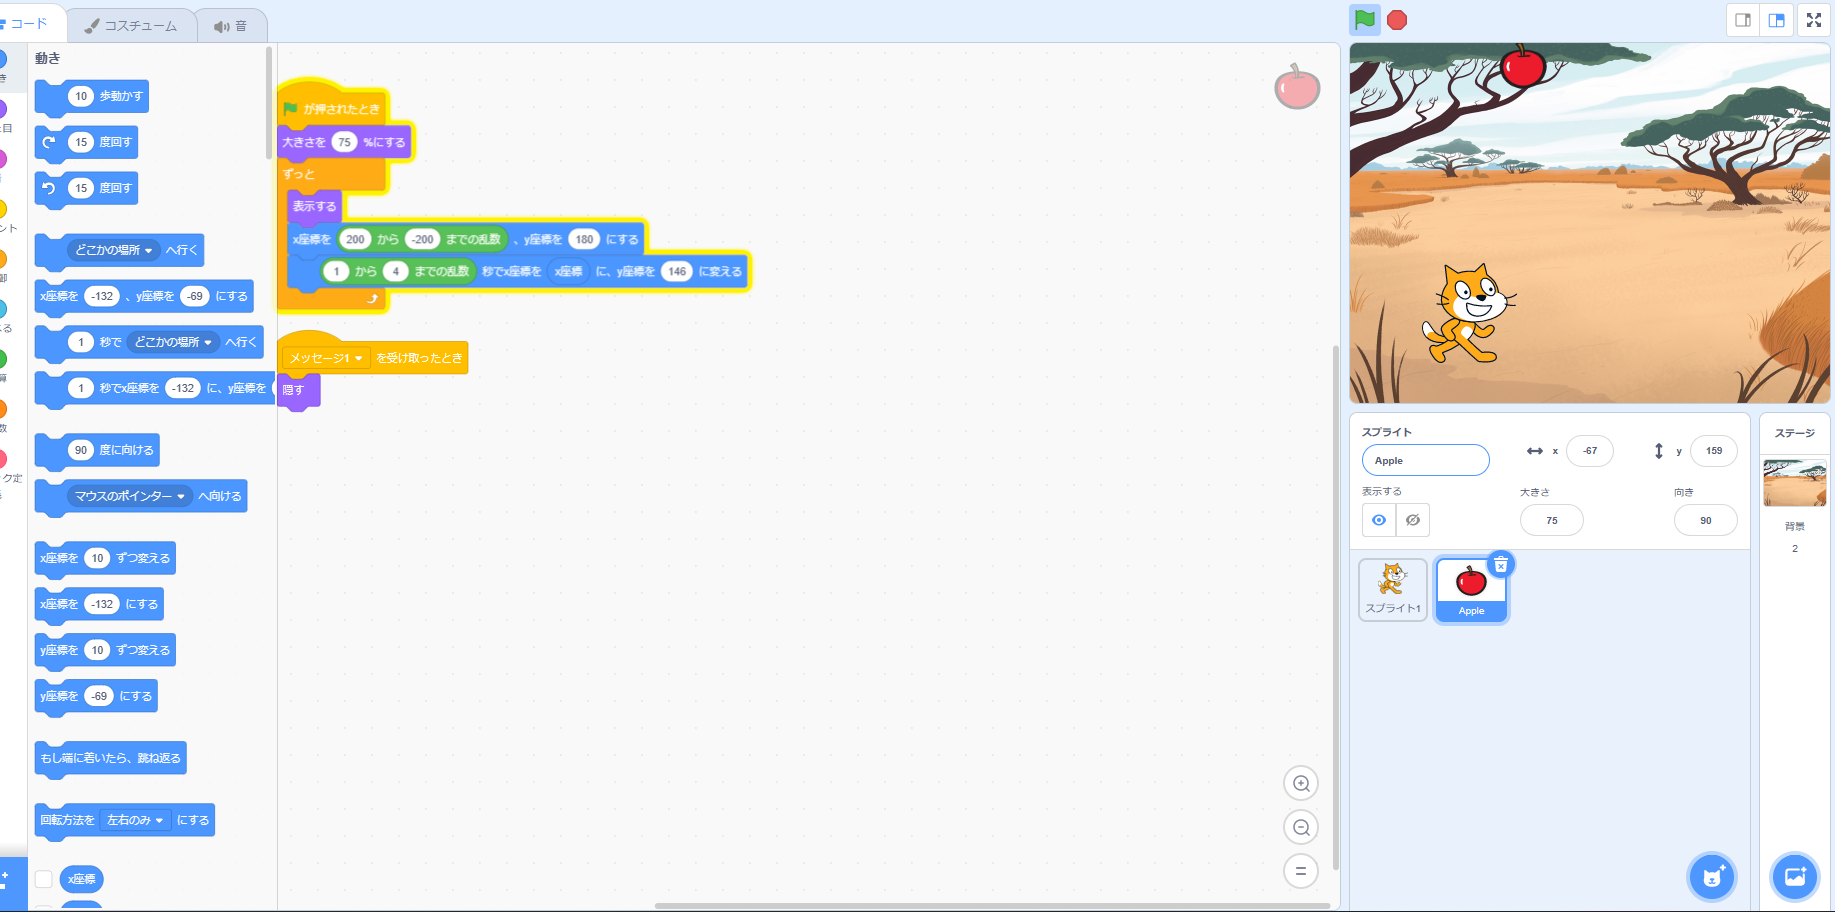 コード
コスチューム
音
動き
10 歩動かす
15 度回す
15 度回す
どこかの場所 へ行く
x座標を -132 、y座標を -69 にする
1 秒で どこかの場所 へ行く
1 秒でx座標を -132 に、y座標を
90 度に向ける
マウスのポインター へ向ける
x座標を 10 ずつ変える
x座標を -132 にする
y座標を 10 ずつ変える
y座標を -69 にする
もし端に着いたら、跳ね返る
回転方法を 左右のみ にする
x座標
が押されたとき
大きさを 75 %にする
ずっと
表示する
x座標を 200 から -200 までの乱数 、y座標を 180 にする
1 から 4 までの乱数 秒でx座標を x座標 に、y座標を 146 に変える
メッセージ1 を受け取ったとき
隠す
スプライト
Apple
x -67
y 159
表示する
大きさ
75
向き
90
スプライト1
Apple
ステージ
背景
2